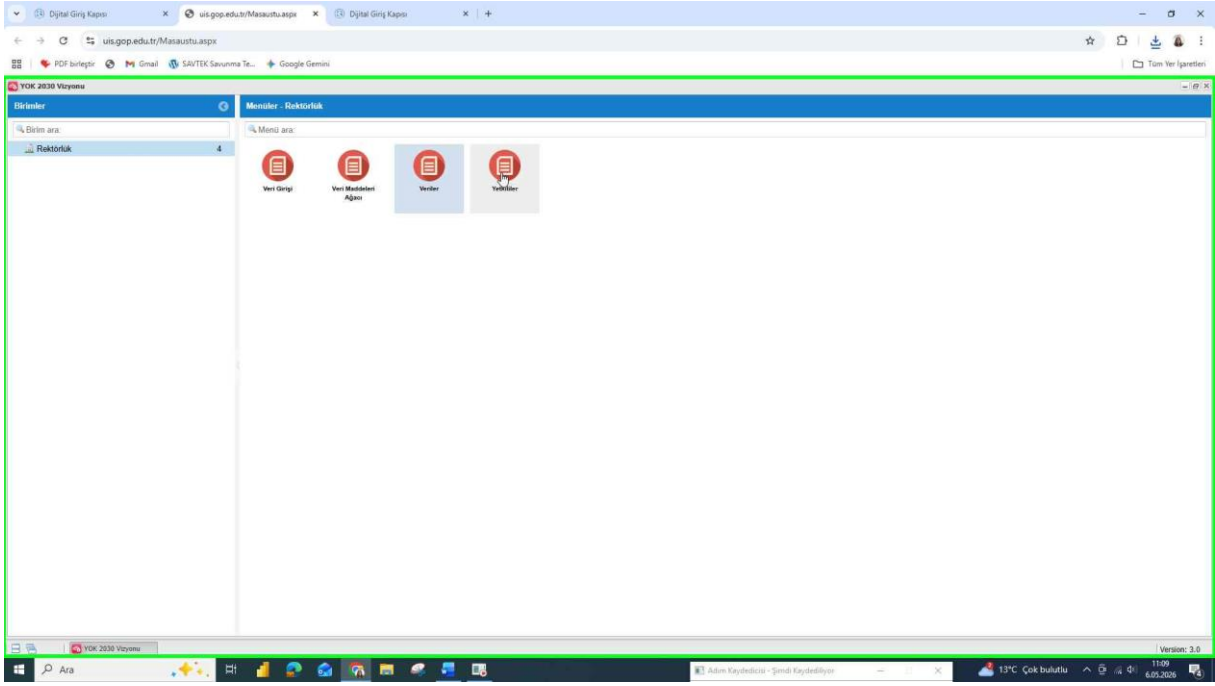 Dijital Giriş Kapısı
uis.gop.edu.tr/Masaustu.aspx
Dijital Giriş Kapısı
uis.gop.edu.tr/Masaustu.aspx
PDF birleştir
Gmail
SAVTEK Savunma Te...
Google Gemini
Tüm Yer İşaretleri
YOK 2030 Vizyonu
Birimler
Menüler - Rektörlük
Birim ara:
Menü ara:
Rektörlük 4
Veri Girişi
Veri Maddeleri
Ağacı
Veriler
YOK 2030 Vizyonu
Version: 3.0
Ara
Adım Kaydedicisi - Şimdi Kaydediliyor
13°C Çok bulutlu
11:09
6.05.2026
4